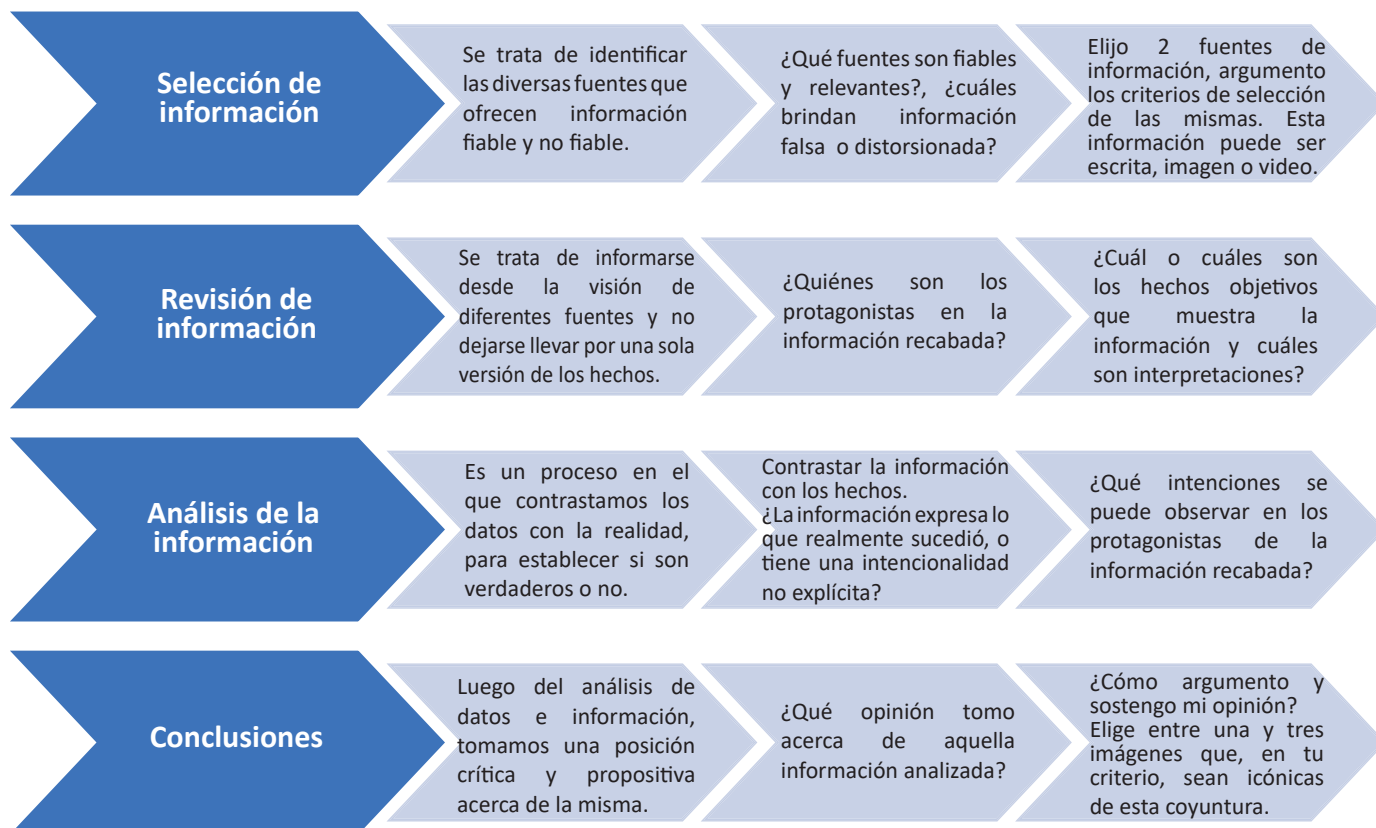 Selección de
información
Se trata de identificar
las diversas fuentes que
ofrecen información
fiable y no fiable.
¿Qué fuentes son fiables
y relevantes?, ¿cuáles
brindan información
falsa o distorsionada?
Elijo 2 fuentes de
información, argumento
los criterios de selección
de las mismas. Esta
información puede ser
escrita, imagen o video.
Revisión de
información
Se trata de informarse
desde la visión de
diferentes fuentes y no
dejarse llevar por una sola
versión de los hechos.
¿Quiénes son los
protagonistas en la
información recabada?
¿Cuál o cuáles son
los hechos objetivos
que muestra la
información y cuáles
son interpretaciones?
Análisis de la
información
Es un proceso en el
que contrastamos los
datos con la realidad,
para establecer si son
verdaderos o no.
Contrastar la información
con los hechos.
¿La información expresa lo
que realmente sucedió, o
tiene una intencionalidad
no explícita?
¿Qué intenciones se
puede observar en los
protagonistas de la
información recabada?
Conclusiones
Luego del análisis de
datos e información,
tomamos una posición
crítica y propositiva
acerca de la misma.
¿Qué opinión tomo
acerca de aquella
información analizada?
¿Cómo argumento y
sostengo mi opinión?
Elige entre una y tres
imágenes que, en tu
criterio, sean icónicas
de esta coyuntura.